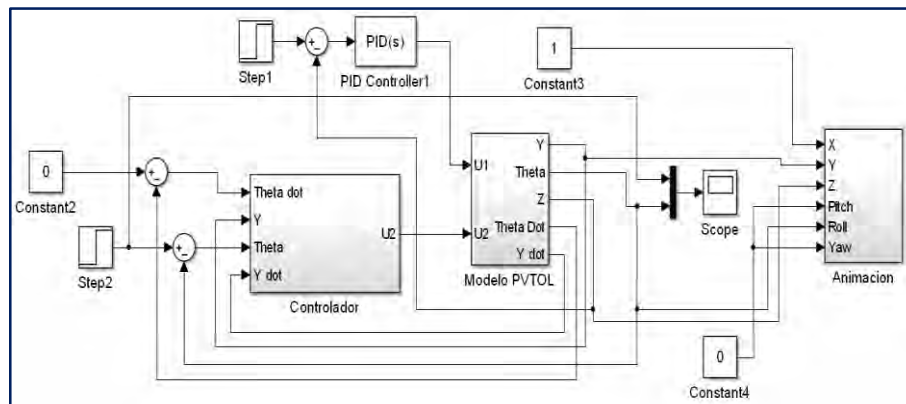 Step1
+
-
PID(s)
PID Controller1
1
Constant3
0
Constant2
+
-
Step2
+
-
Theta dot
Y
Theta
Y dot
U2
Controlador
U1
U2
Y
Theta
Z
Theta Dot
Y dot
Modelo PVTOL
Scope
X
Y
Z
Pitch
Roll
Yaw
Animacion
0
Constant4